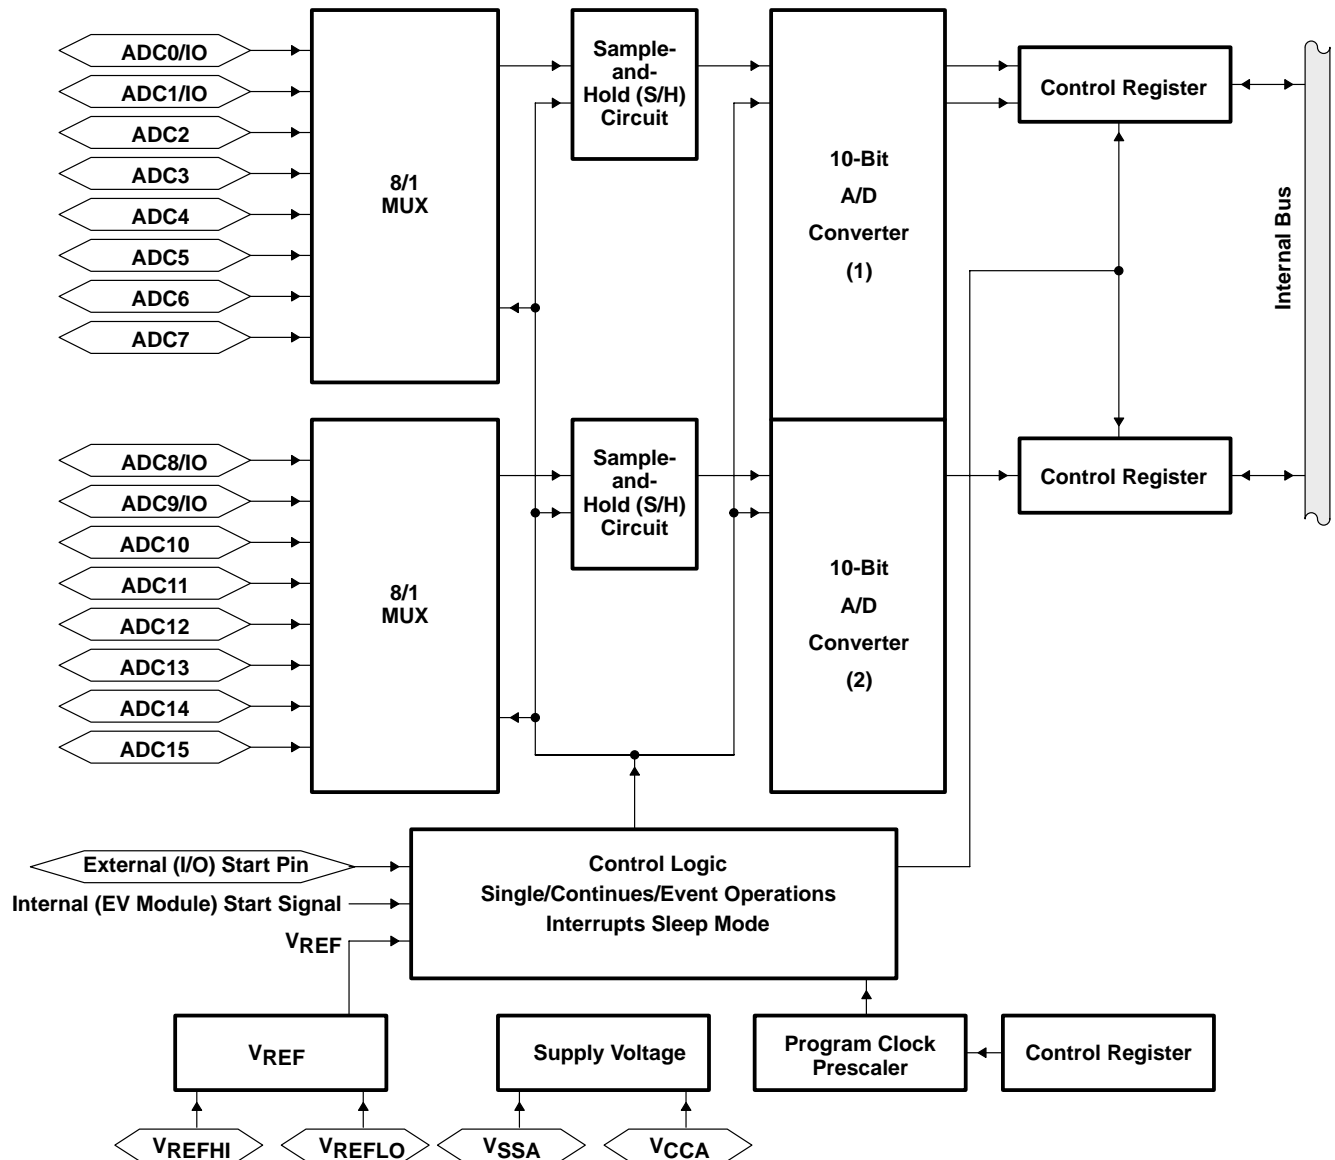 ADC0/IO
ADC1/IO
ADC2
ADC3
ADC4
ADC5
ADC6
ADC7
8/1
MUX
Sample-
and-
Hold (S/H)
Circuit
10-Bit
A/D
Converter
(1)
Control Register
Internal Bus
ADC8/IO
ADC9/IO
ADC10
ADC11
ADC12
ADC13
ADC14
ADC15
8/1
MUX
Sample-
and-
Hold (S/H)
Circuit
10-Bit
A/D
Converter
(2)
Control Register
External (I/O) Start Pin
Internal (EV Module) Start Signal
VREF
Control Logic
Single/Continues/Event Operations
Interrupts Sleep Mode
VREF
Supply Voltage
Program Clock
Prescaler
Control Register
VREFHI
VREFLO
VSSA
VCCA